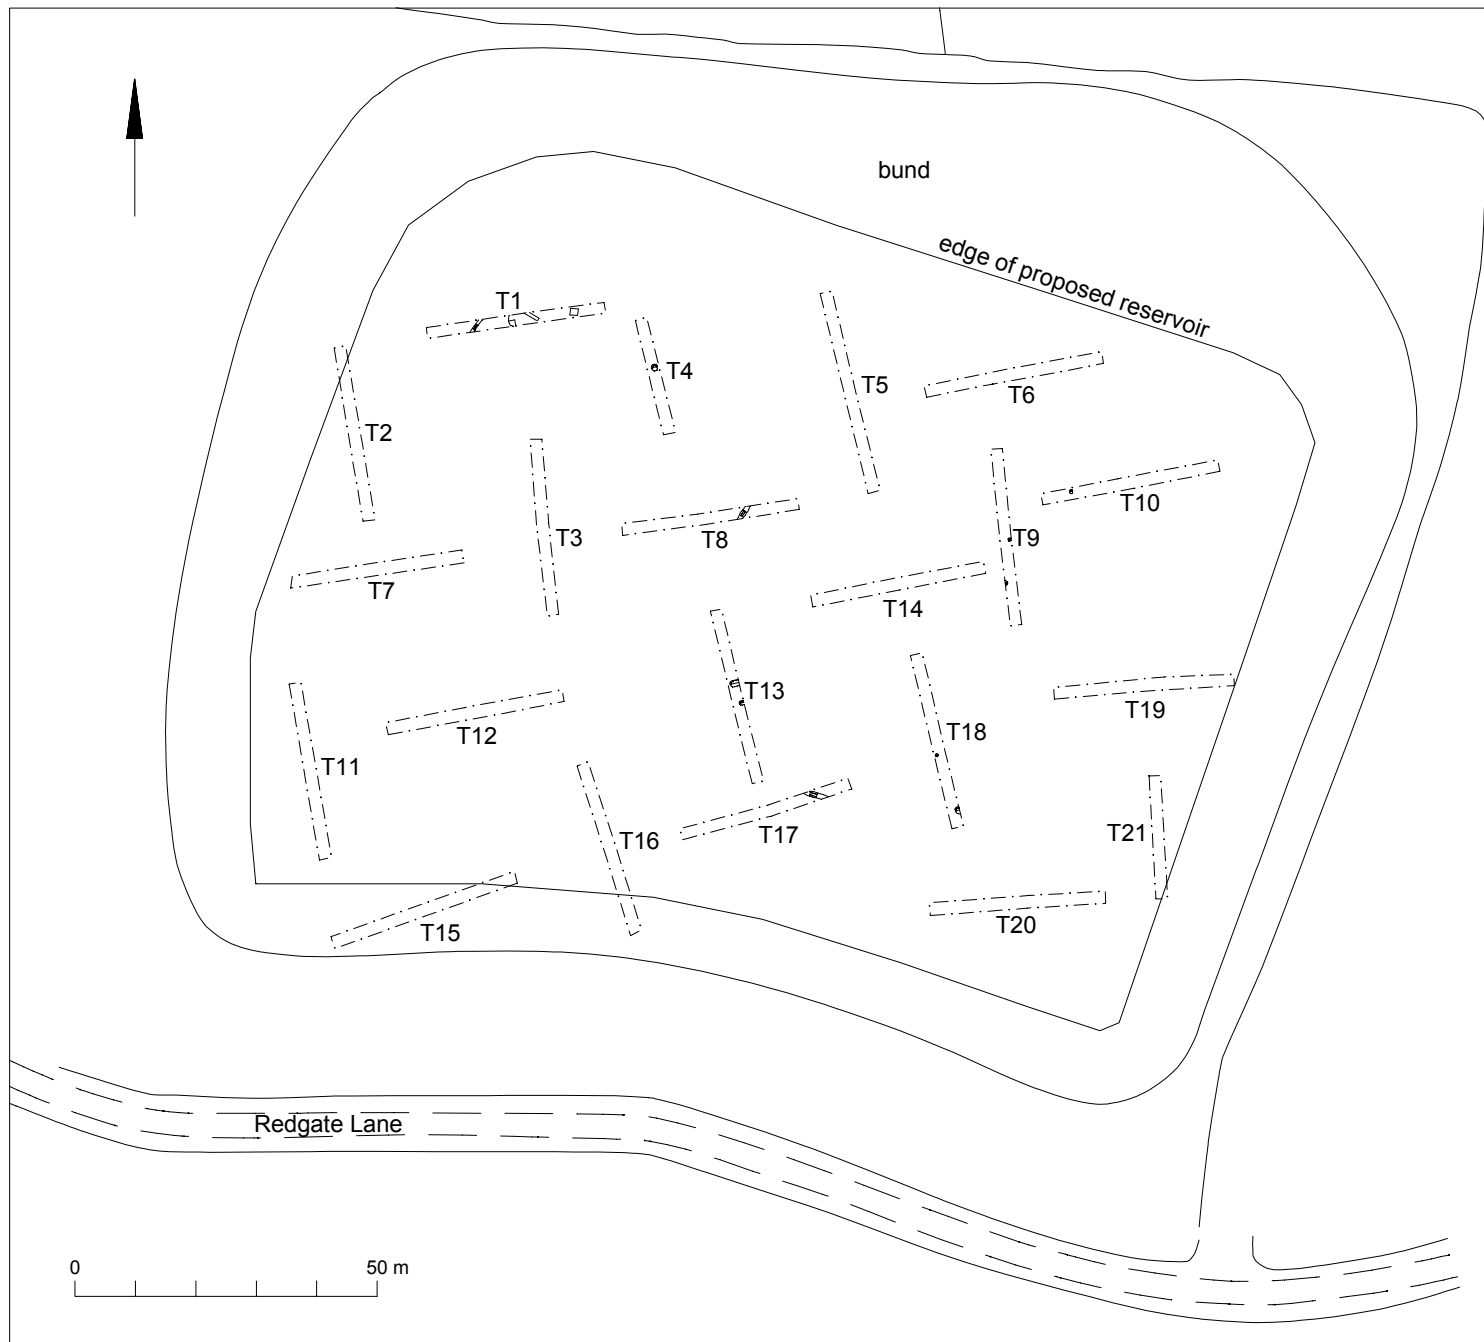 bund
edge of proposed reservoir
T1
T4
T5
T6
T2
T3
T8
T9
T10
T7
T14
T13
T12
T18
T19
T11
T16
T17
T21
T15
T20
Redgate Lane
0 50 m